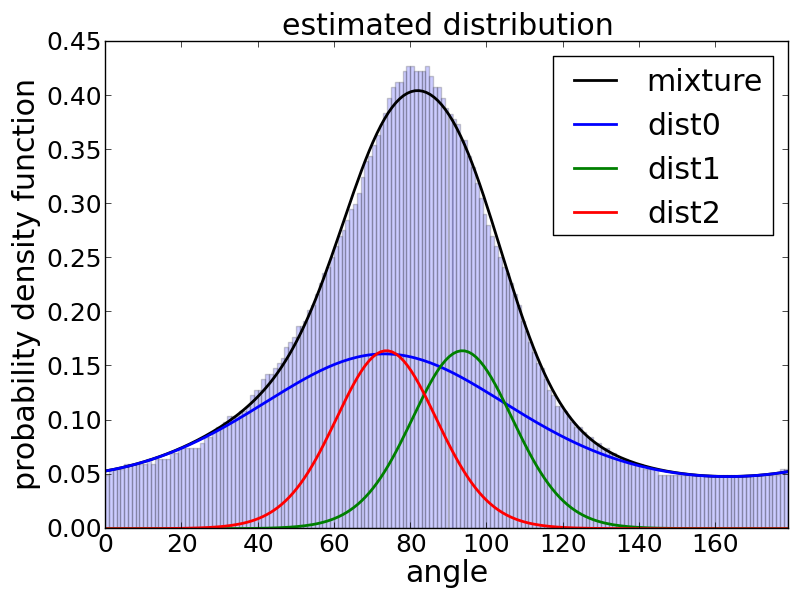 estimated distribution
probability density function
0.45
0.40
0.35
0.30
0.25
0.20
0.15
0.10
0.05
0.00
mixture
dist0
dist1
dist2
0 20 40 60 80 100 120 140 160
angle